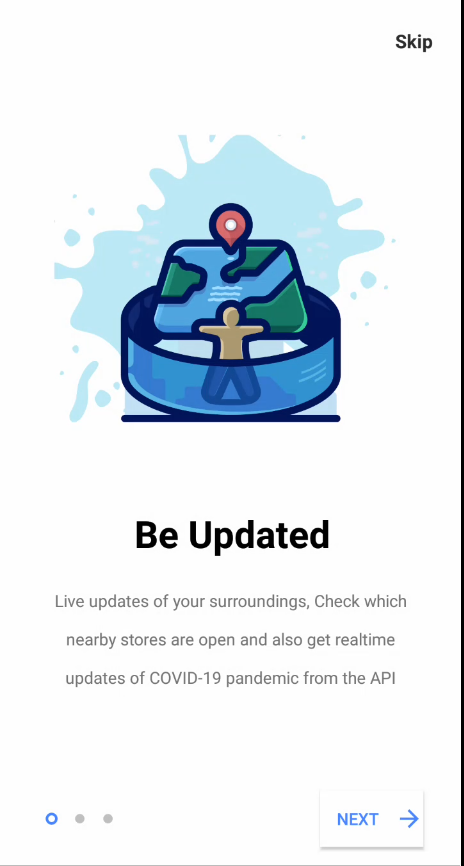 Skip
Be Updated
Live updates of your surroundings, Check which
nearby stores are open and also get realtime
updates of COVID-19 pandemic from the API
NEXT